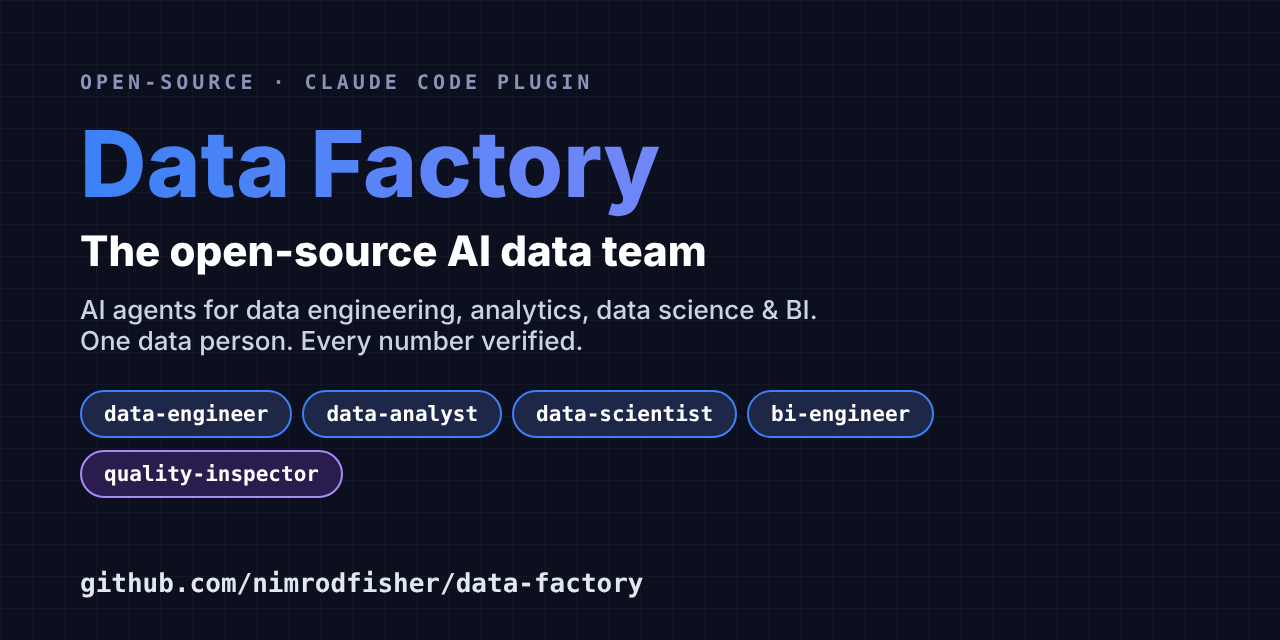 OPEN-SOURCE · CLAUDE CODE PLUGIN
Data Factory
The open-source AI data team
AI agents for data engineering, analytics, data science & BI.
One data person. Every number verified.
data-engineer data-analyst data-scientist bi-engineer
quality-inspector
github.com/nimrodfisher/data-factory